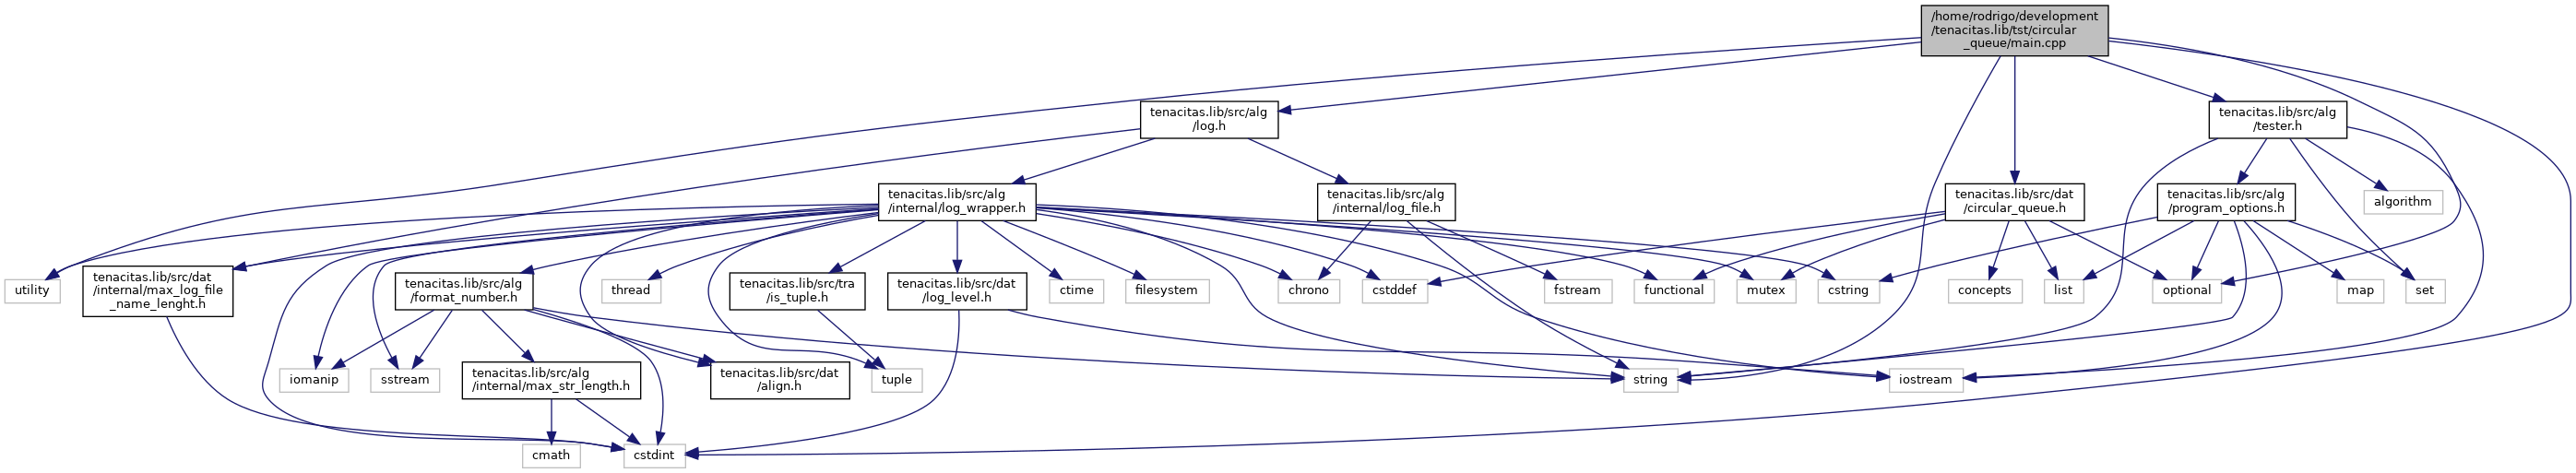 /home/rodrigo/development
/tenacitas.lib/tst/circular
_queue/main.cpp
tenacitas.lib/src/alg
/log.h
tenacitas.lib/src/alg
/tester.h
tenacitas.lib/src/alg
/internal/log_wrapper.h
tenacitas.lib/src/alg
/internal/log_file.h
tenacitas.lib/src/dat
/circular_queue.h
tenacitas.lib/src/alg
/program_options.h
algorithm
utility
tenacitas.lib/src/dat
/internal/max_log_file
_name_lenght.h
tenacitas.lib/src/alg
/format_number.h
thread
tenacitas.lib/src/tra
/is_tuple.h
tenacitas.lib/src/dat
/log_level.h
ctime
filesystem
chrono
cstddef
fstream
functional
mutex
cstring
concepts
list
optional
map
set
iomanip
sstream
tenacitas.lib/src/alg
/internal/max_str_length.h
tenacitas.lib/src/dat
/align.h
tuple
string
iostream
cmath
cstdint